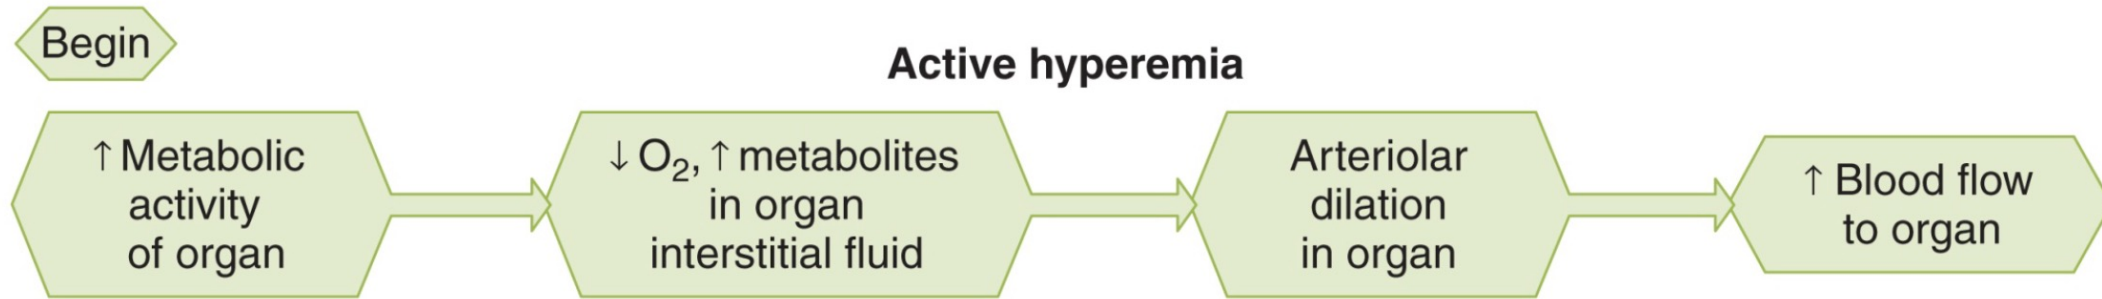 Begin
Active hyperemia
↑ Metabolic
activity
of organ
↓ O₂, ↑ metabolites
in organ
interstitial fluid
Arteriolar
dilation
in organ
↑ Blood flow
to organ